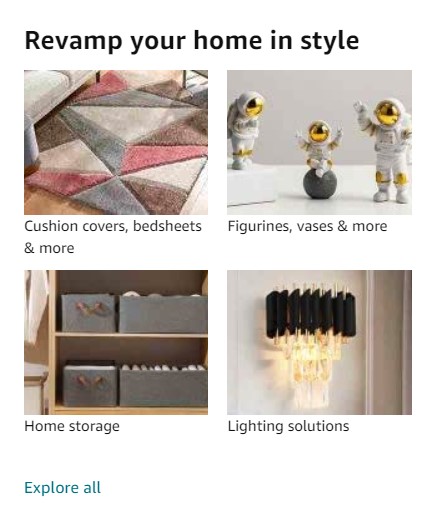 Revamp your home in style
Cushion covers, bedsheets
& more
Figurines, vases & more
Home storage
Lighting solutions
Explore all